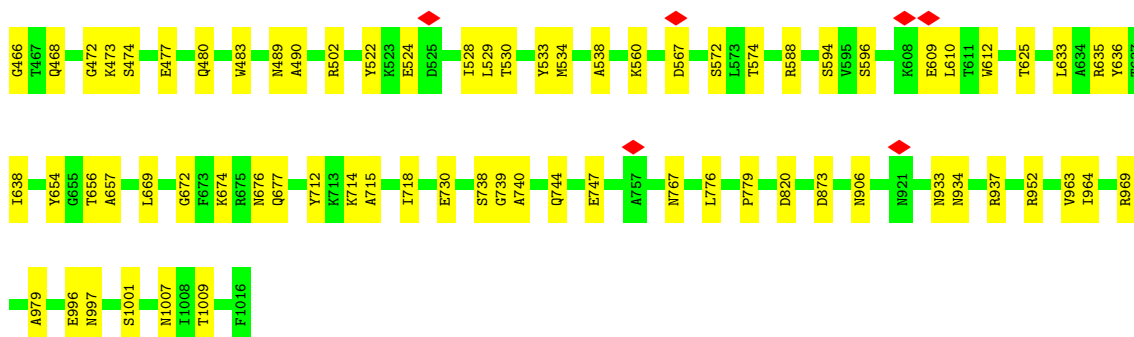 G466 T467 Q468 G472 K473 S474 E477 Q480 W483 N489 A490 R502 Y522 K523 E524 D525 I528 L529 T530 Y533 M534 A538 K560 D567 S572 L573 T574 R588 S594 V595 S596 K608 E609 L610 T611 W612 T625 L633 A634 R635 Y636
I638 Y654 G655 T656 A657 L669 G672 F673 K674 R675 N676 Q677 Y712 K713 K714 A715 I718 E730 S738 G739 A740 Q744 E747 A757 N767 L776 P779 D820 D873 N906 N921 N933 N934 R937 R952 V963 I964 R969
A979 E996 N997 S1001 N1007 I1008 T1009 F1016